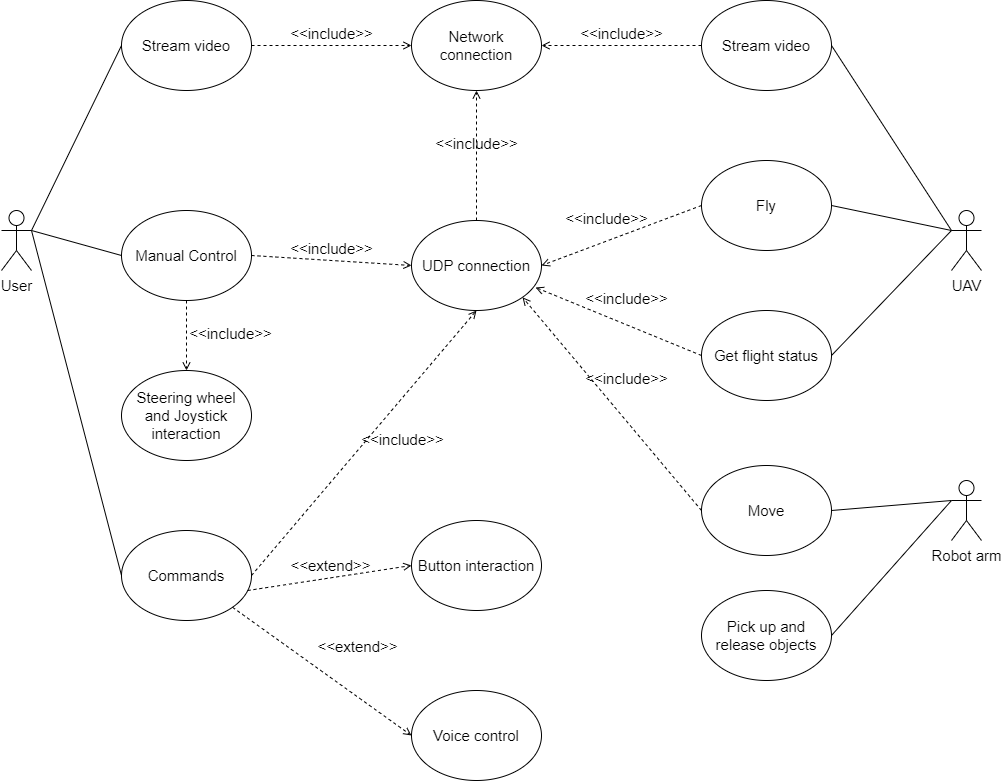 Stream video
<<include>>
Network
connection
<<include>>
Stream video
<<include>>
User
Manual Control
<<include>>
UDP connection
<<include>>
Fly
UAV
<<include>>
Get flight status
<<include>>
Steering wheel
and Joystick
interaction
<<include>>
<<include>>
Move
Robot arm
Commands
<<extend>>
Button interaction
<<extend>>
Pick up and
release objects
Voice control